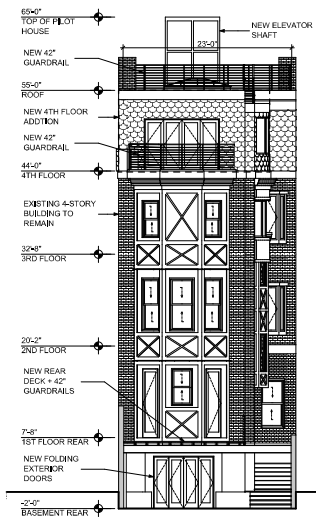 65'-0"
TOP OF PILOT
HOUSE
NEW ELEVATOR
SHAFT
23'-0"
NEW 42"
GUARDRAIL
55'-0"
ROOF
NEW 4TH FLOOR
ADDTION
NEW 42"
GUARDRAIL
44'-0"
4TH FLOOR
EXISTING 4-STORY
BUILDING TO
REMAIN
32'-8"
3RD FLOOR
20'-2"
2ND FLOOR
NEW REAR
DECK + 42"
GUARDRAILS
7'-8"
1ST FLOOR REAR
NEW FOLDING
EXTERIOR
DOORS
-2'-0"
BASEMENT REAR